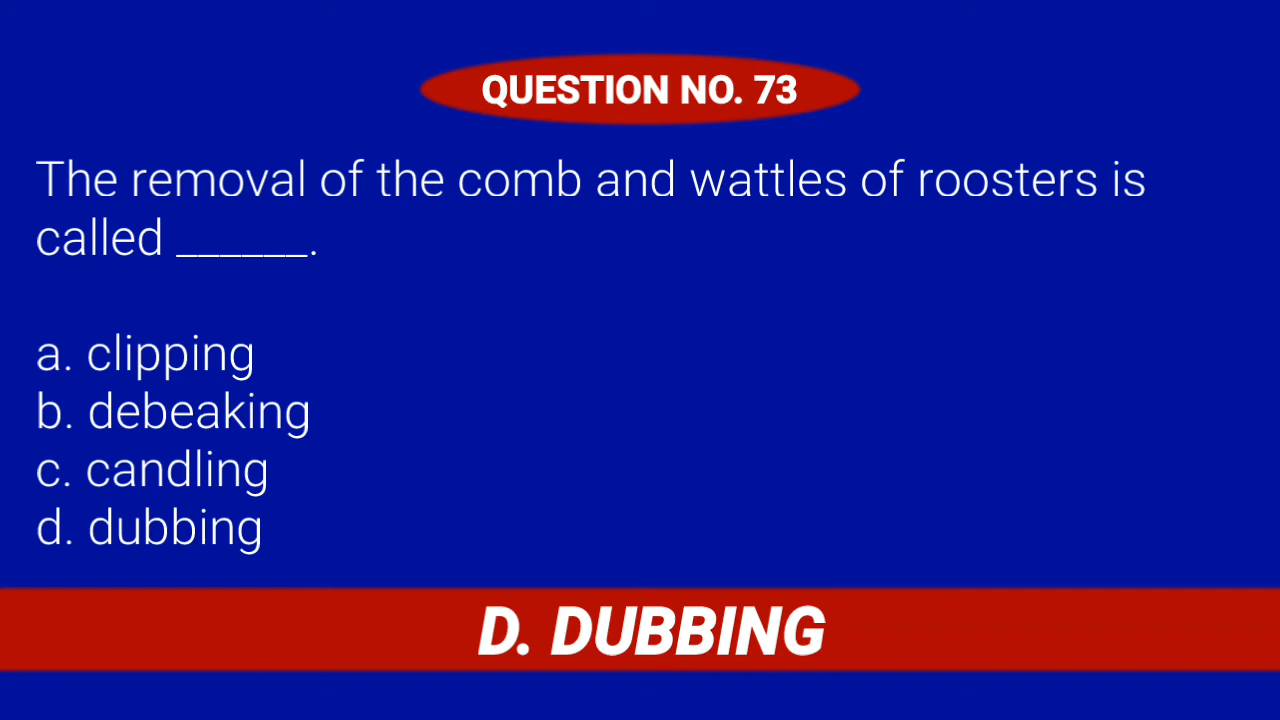 QUESTION NO. 73
The removal of the comb and wattles of roosters is
called ______.
a. clipping
b. debeaking
c. candling
d. dubbing
D. DUBBING